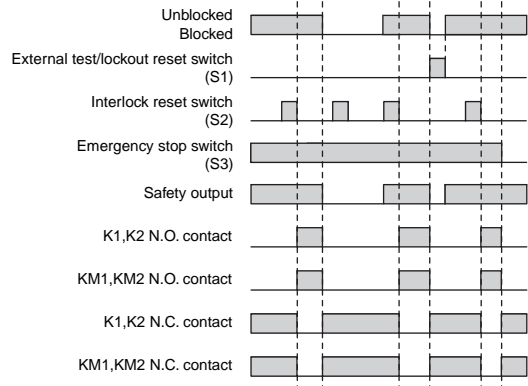 Unblocked
Blocked
External test/lockout reset switch
(S1)
Interlock reset switch
(S2)
Emergency stop switch
(S3)
Safety output
K1,K2 N.O. contact
KM1,KM2 N.O. contact
K1,K2 N.C. contact
KM1,KM2 N.C. contact